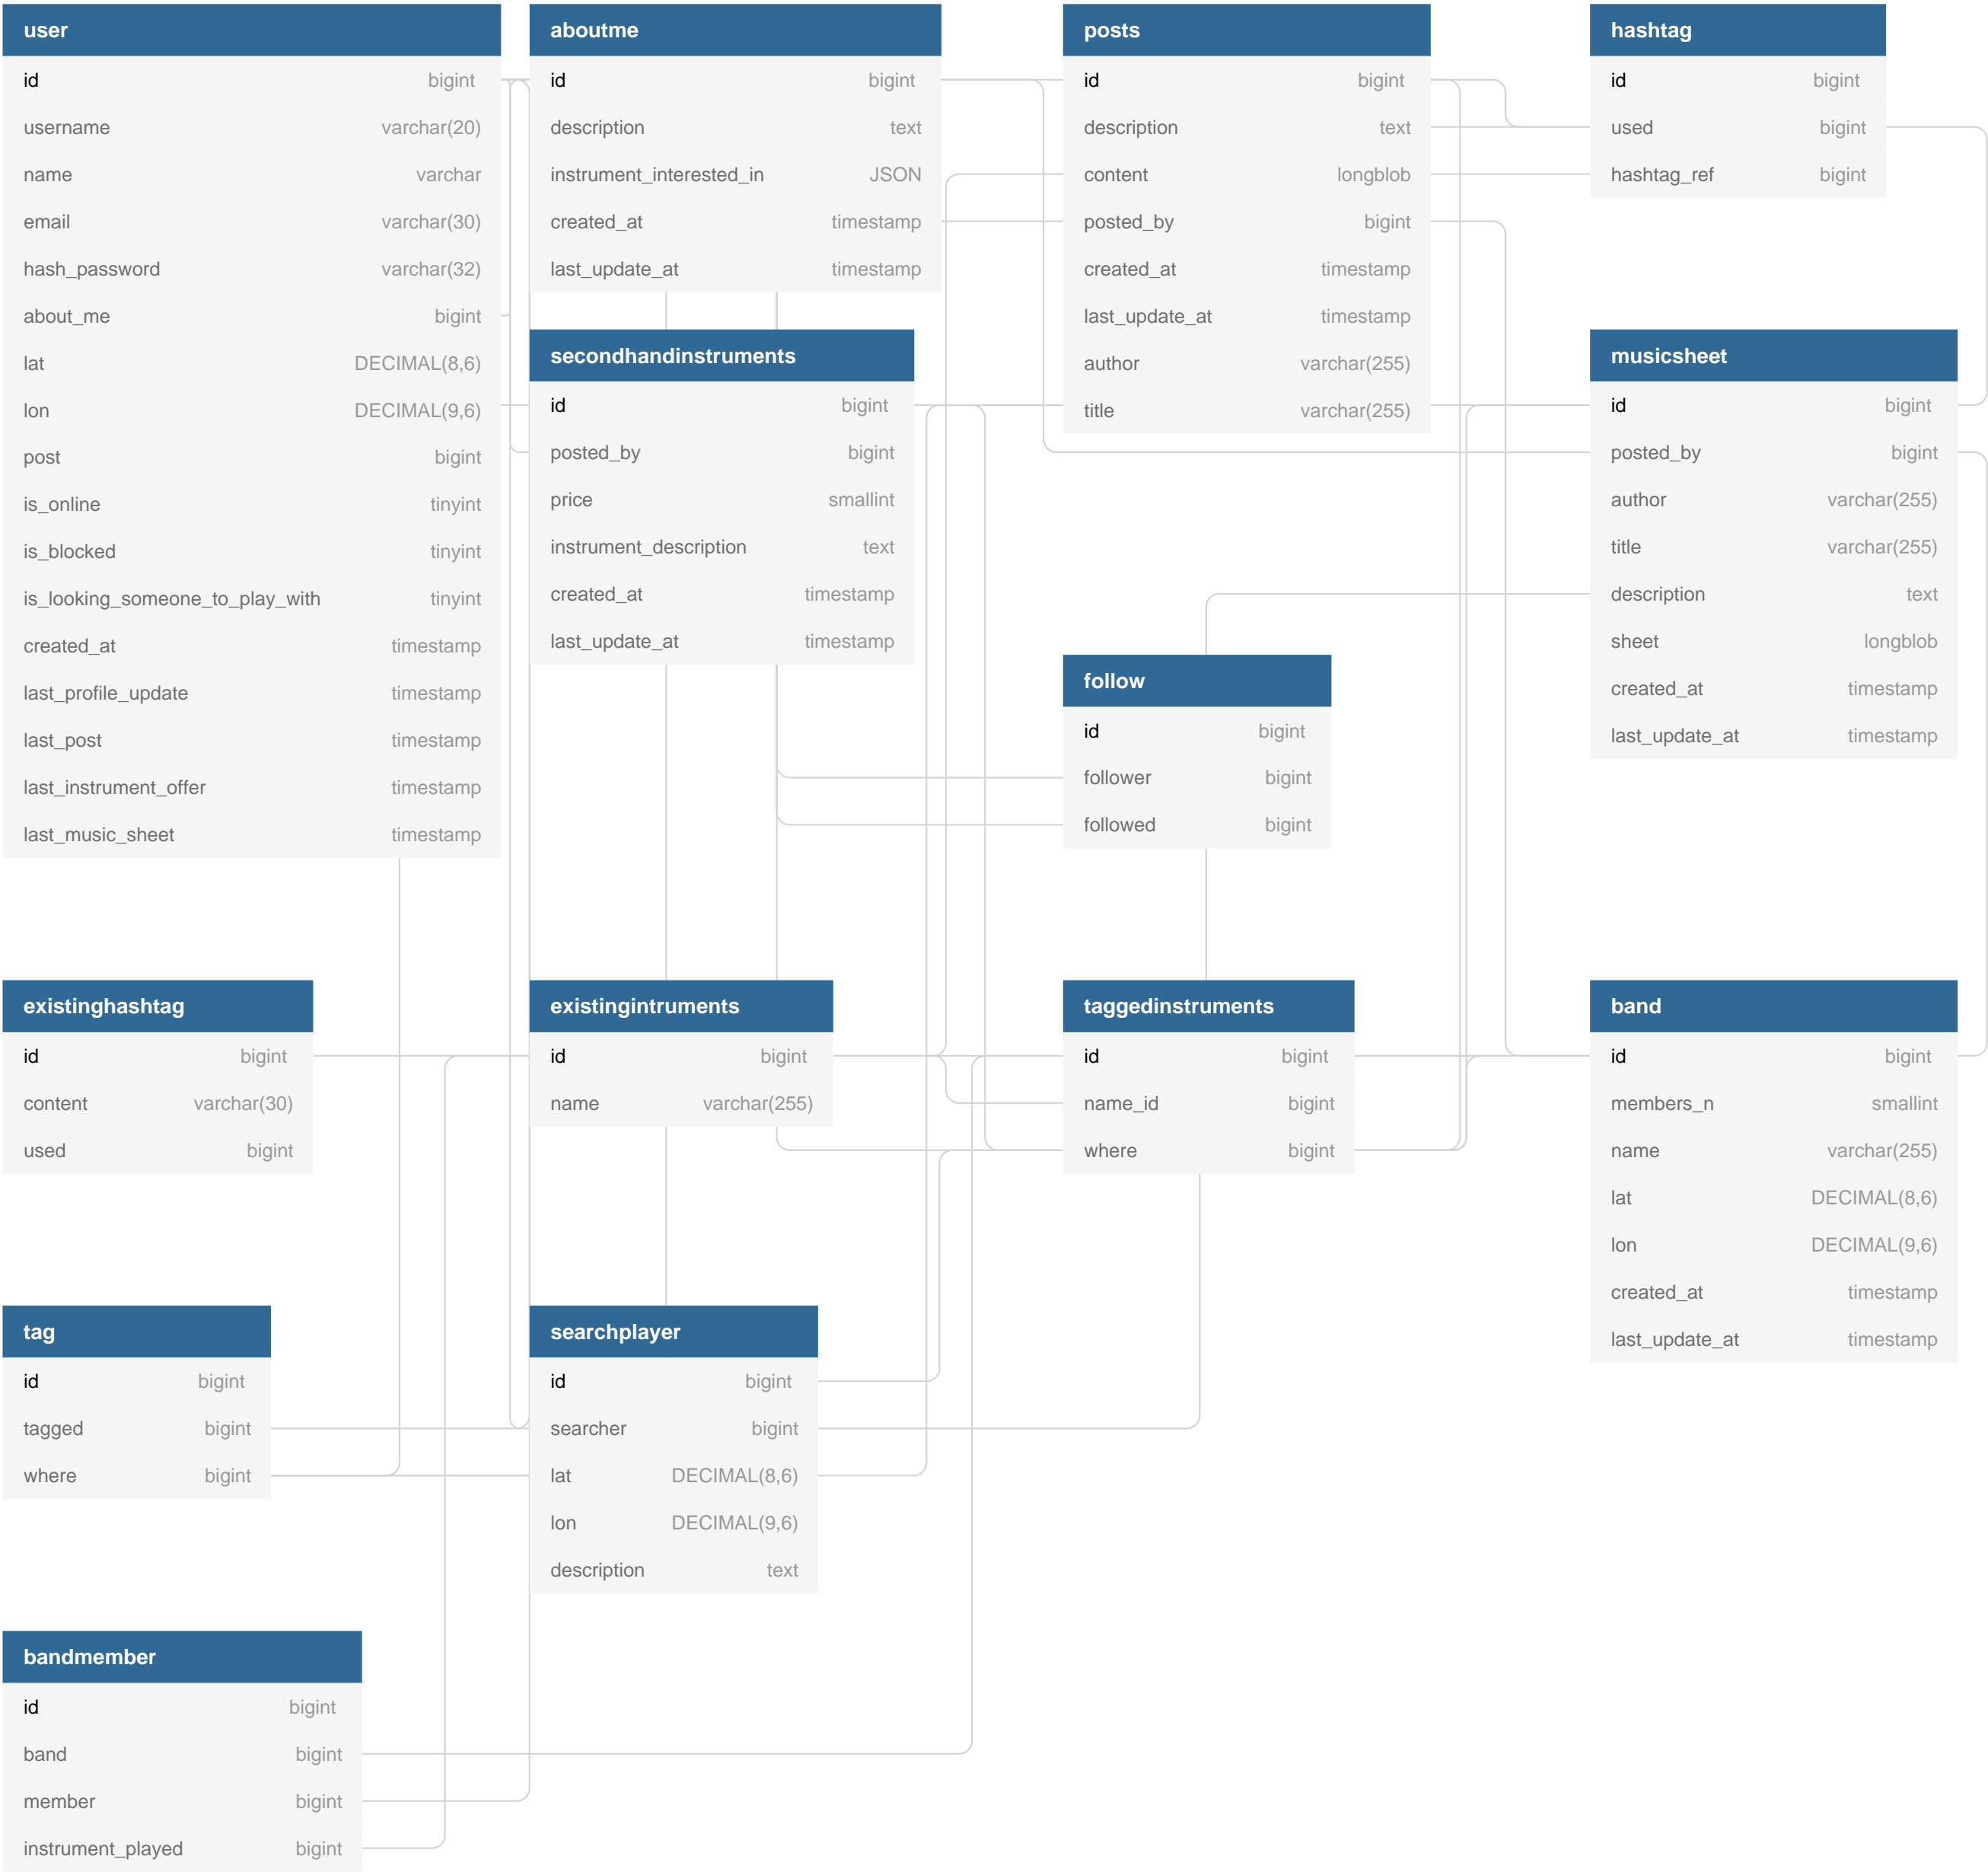 user
id bigint
username varchar(20)
name varchar
email varchar(30)
hash_password varchar(32)
about_me bigint
lat DECIMAL(8,6)
lon DECIMAL(9,6)
post bigint
is_online tinyint
is_blocked tinyint
is_looking_someone_to_play_with tinyint
created_at timestamp
last_profile_update timestamp
last_post timestamp
last_instrument_offer timestamp
last_music_sheet timestamp
aboutme
id bigint
description text
instrument_interested_in JSON
created_at timestamp
last_update_at timestamp
posts
id bigint
description text
content longblob
posted_by bigint
created_at timestamp
last_update_at timestamp
author varchar(255)
title varchar(255)
hashtag
id bigint
used bigint
hashtag_ref bigint
secondhandinstruments
id bigint
posted_by bigint
price smallint
instrument_description text
created_at timestamp
last_update_at timestamp
musicsheet
id bigint
posted_by bigint
author varchar(255)
title varchar(255)
description text
sheet longblob
created_at timestamp
last_update_at timestamp
follow
id bigint
follower bigint
followed bigint
existinghashtag
id bigint
content varchar(30)
used bigint
existingintruments
id bigint
name varchar(255)
taggedinstruments
id bigint
name_id bigint
where bigint
band
id bigint
members_n smallint
name varchar(255)
lat DECIMAL(8,6)
lon DECIMAL(9,6)
created_at timestamp
last_update_at timestamp
tag
id bigint
tagged bigint
where bigint
searchplayer
id bigint
searcher bigint
lat DECIMAL(8,6)
lon DECIMAL(9,6)
description text
bandmember
id bigint
band bigint
member bigint
instrument_played bigint